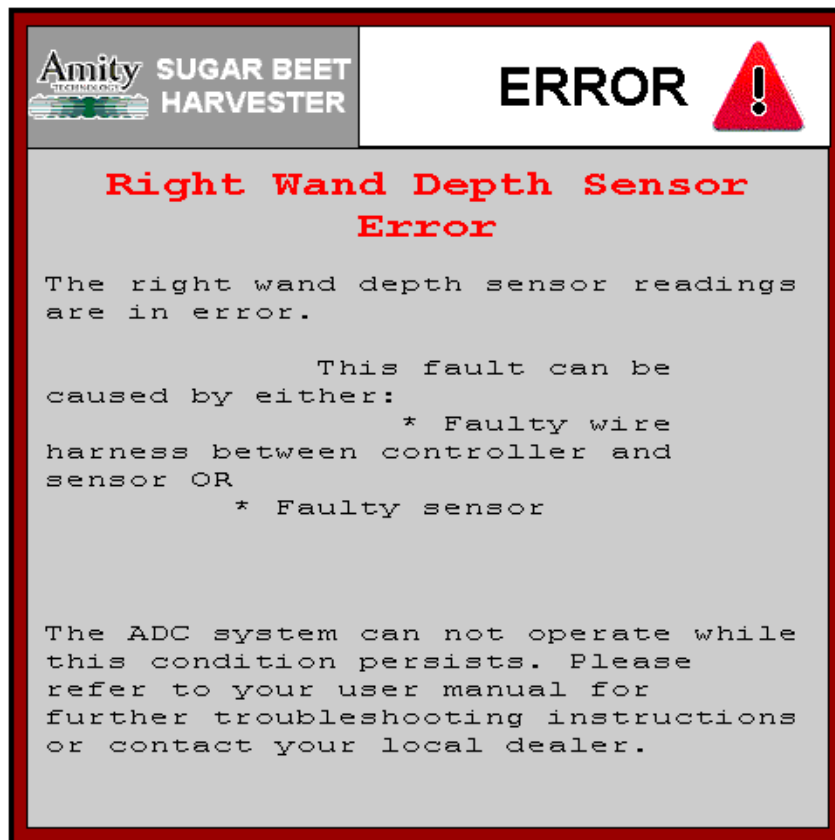 Amity SUGAR BEET
TECHNOLOGY HARVESTER
ERROR
!
Right Wand Depth Sensor
Error
The right wand depth sensor readings
are in error.
This fault can be
caused by either:
* Faulty wire
harness between controller and
sensor OR
* Faulty sensor
The ADC system can not operate while
this condition persists. Please
refer to your user manual for
further troubleshooting instructions
or contact your local dealer.